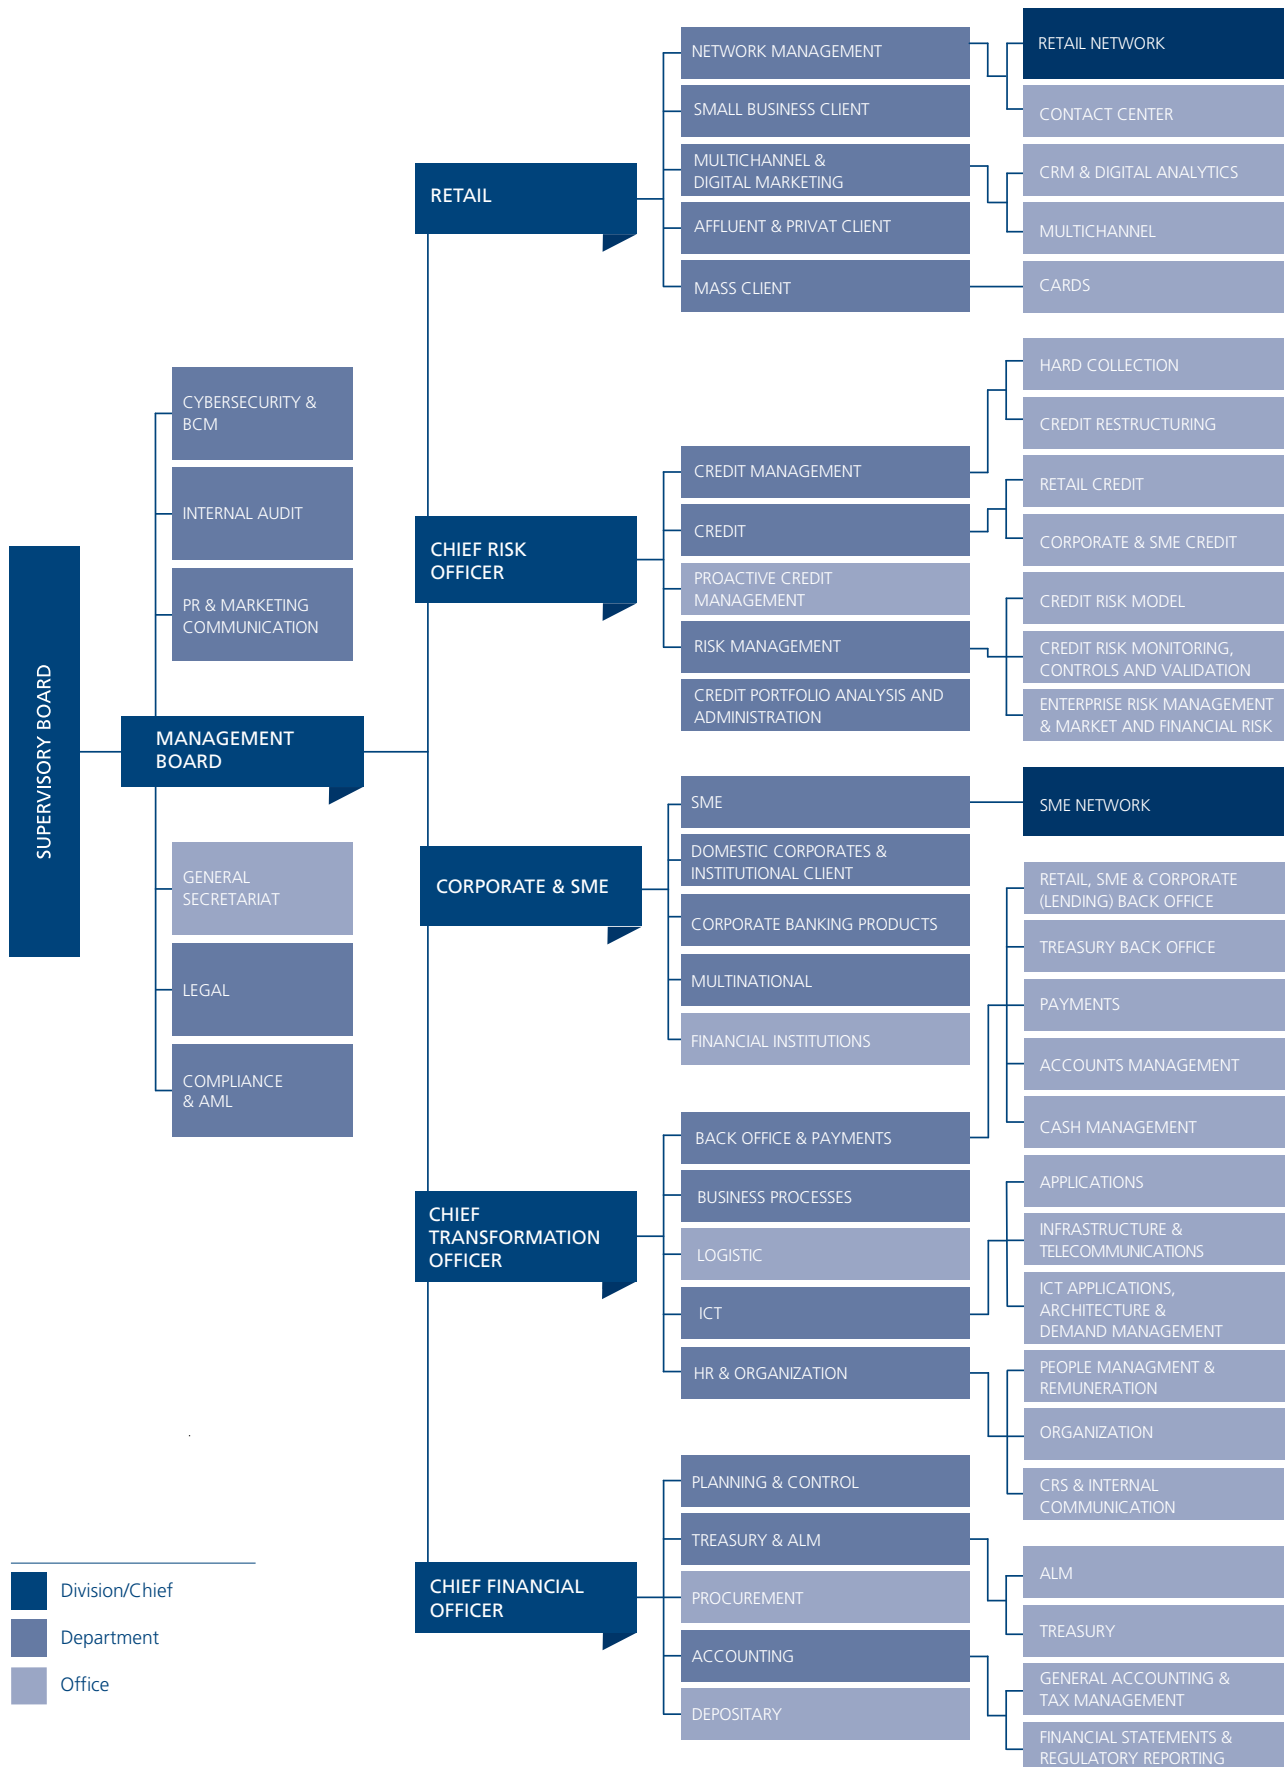 SUPERVISORY BOARD
CYBERSECURITY &
BCM
INTERNAL AUDIT
PR & MARKETING
COMMUNICATION
MANAGEMENT
BOARD
GENERAL
SECRETARIAT
LEGAL
COMPLIANCE
& AML
RETAIL
NETWORK MANAGEMENT
SMALL BUSINESS CLIENT
MULTICHANNEL &
DIGITAL MARKETING
AFFLUENT & PRIVAT CLIENT
MASS CLIENT
RETAIL NETWORK
CONTACT CENTER
CRM & DIGITAL ANALYTICS
MULTICHANNEL
CARDS
CHIEF RISK
OFFICER
CREDIT MANAGEMENT
CREDIT
PROACTIVE CREDIT
MANAGEMENT
RISK MANAGEMENT
CREDIT PORTFOLIO ANALYSIS AND
ADMINISTRATION
HARD COLLECTION
CREDIT RESTRUCTURING
RETAIL CREDIT
CORPORATE & SME CREDIT
CREDIT RISK MODEL
CREDIT RISK MONITORING,
CONTROLS AND VALIDATION
ENTERPRISE RISK MANAGEMENT
& MARKET AND FINANCIAL RISK
CORPORATE & SME
SME
DOMESTIC CORPORATES &
INSTITUTIONAL CLIENT
CORPORATE BANKING PRODUCTS
MULTINATIONAL
FINANCIAL INSTITUTIONS
SME NETWORK
CHIEF
TRANSFORMATION
OFFICER
BACK OFFICE & PAYMENTS
BUSINESS PROCESSES
LOGISTIC
ICT
HR & ORGANIZATION
RETAIL, SME & CORPORATE
(LENDING) BACK OFFICE
TREASURY BACK OFFICE
PAYMENTS
ACCOUNTS MANAGEMENT
CASH MANAGEMENT
APPLICATIONS
INFRASTRUCTURE &
TELECOMMUNICATIONS
ICT APPLICATIONS,
ARCHITECTURE &
DEMAND MANAGEMENT
PEOPLE MANAGMENT &
REMUNERATION
ORGANIZATION
CRS & INTERNAL
COMMUNICATION
CHIEF FINANCIAL
OFFICER
PLANNING & CONTROL
TREASURY & ALM
PROCUREMENT
ACCOUNTING
DEPOSITARY
ALM
TREASURY
GENERAL ACCOUNTING &
TAX MANAGEMENT
FINANCIAL STATEMENTS &
REGULATORY REPORTING
Division/Chief
Department
Office